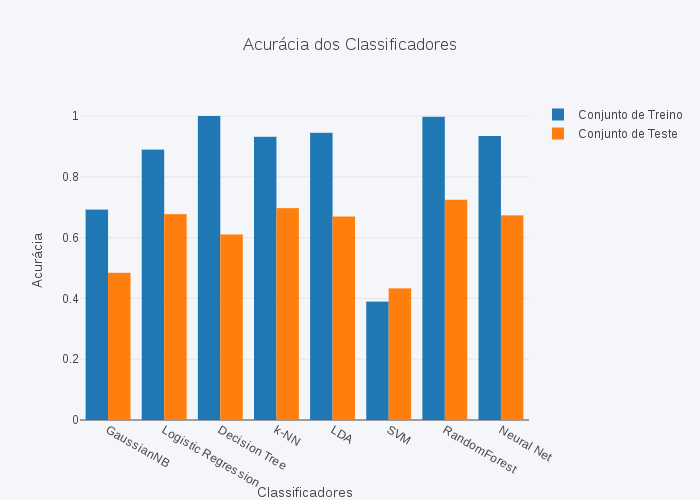 Acurácia dos Classificadores
Conjunto de Treino
Conjunto de Teste
Acurácia
1
0.8
0.6
0.4
0.2
0
GaussianNB
Logistic Regression
Decision Tree
k-NN
LDA
SVM
RandomForest
Neural Net
Classificadores